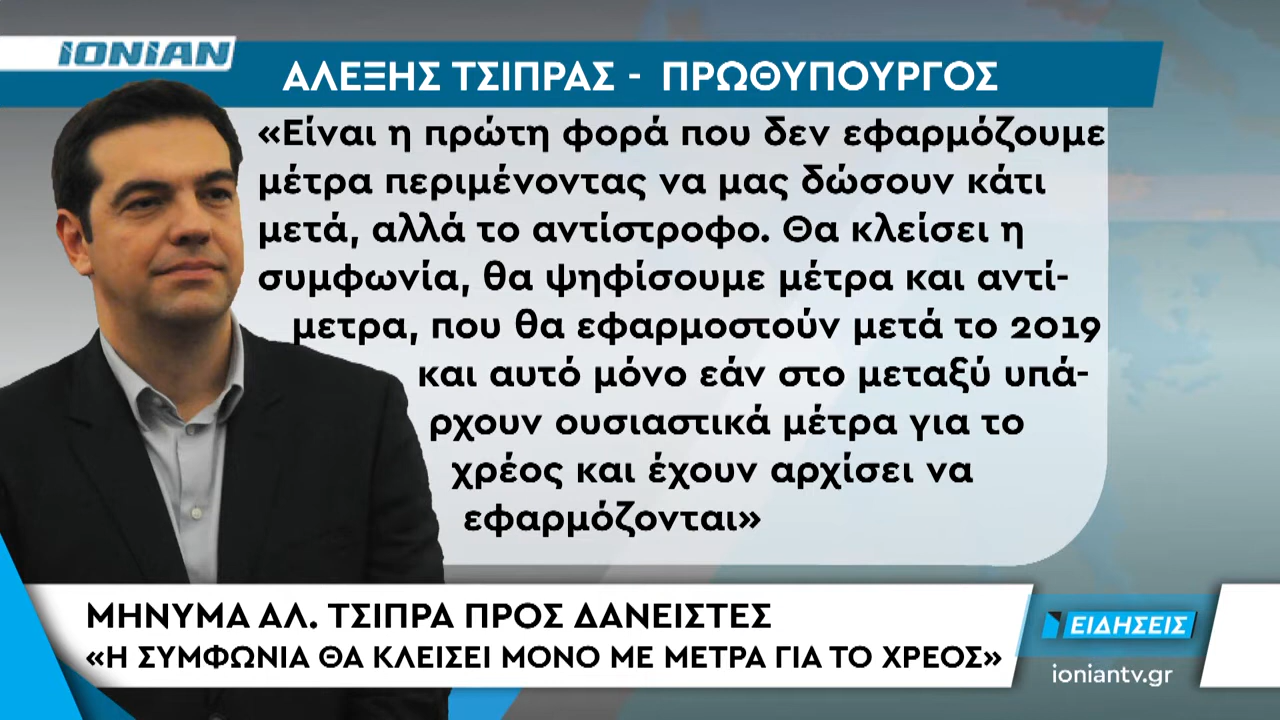 IONIAN
ΑΛΕΞΗΣ ΤΣΙΠΡΑΣ - ΠΡΩΘΥΠΟΥΡΓΟΣ
«Είναι η πρώτη φορά που δεν εφαρμόζουμε
μέτρα περιμένοντας να μας δώσουν κάτι
μετά, αλλά το αντίστροφο. Θα κλείσει η
συμφωνία, θα ψηφίσουμε μέτρα και αντί-
μετρα, που θα εφαρμοστούν μετά το 2019
και αυτό μόνο εάν στο μεταξύ υπά-
ρχουν ουσιαστικά μέτρα για το
χρέος και έχουν αρχίσει να
εφαρμόζονται»
ΜΗΝΥΜΑ ΑΛ. ΤΣΙΠΡΑ ΠΡΟΣ ΔΑΝΕΙΣΤΕΣ
«Η ΣΥΜΦΩΝΙΑ ΘΑ ΚΛΕΙΣΕΙ ΜΟΝΟ ΜΕ ΜΕΤΡΑ ΓΙΑ ΤΟ ΧΡΕΟΣ»
ΕΙΔΗΣΕΙΣ
ioniantv.gr